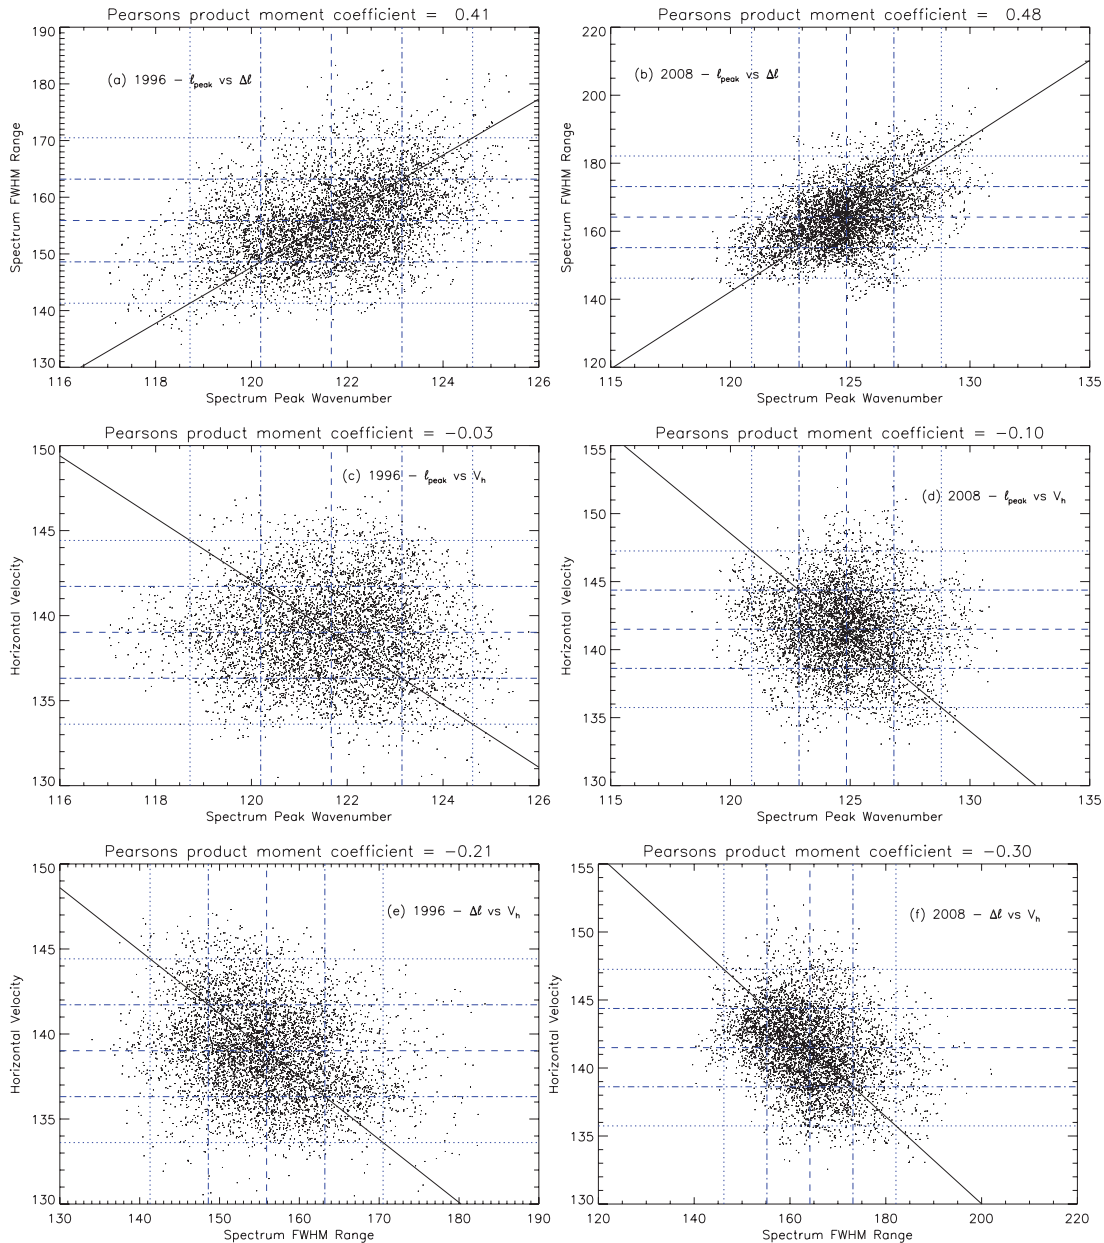 Pearsons product moment coefficient = 0.41
190
180
170
160
150
140
130
Spectrum FWHM Range
(a) 1996 − ℓpeak vs Δℓ
116 118 120 122 124 126
Spectrum Peak Wavenumber
Pearsons product moment coefficient = 0.48
220
200
180
160
140
120
Spectrum FWHM Range
(b) 2008 − ℓpeak vs Δℓ
115 120 125 130 135
Spectrum Peak Wavenumber
Pearsons product moment coefficient = −0.03
150
145
140
135
130
Horizontal Velocity
(c) 1996 − ℓpeak vs Vh
116 118 120 122 124 126
Spectrum Peak Wavenumber
Pearsons product moment coefficient = −0.10
155
150
145
140
135
130
Horizontal Velocity
(d) 2008 − ℓpeak vs Vh
115 120 125 130 135
Spectrum Peak Wavenumber
Pearsons product moment coefficient = −0.21
150
145
140
135
130
Horizontal Velocity
(e) 1996 − Δℓ vs Vh
130 140 150 160 170 180 190
Spectrum FWHM Range
Pearsons product moment coefficient = −0.30
155
150
145
140
135
130
Horizontal Velocity
(f) 2008 − Δℓ vs Vh
120 140 160 180 200 220
Spectrum FWHM Range